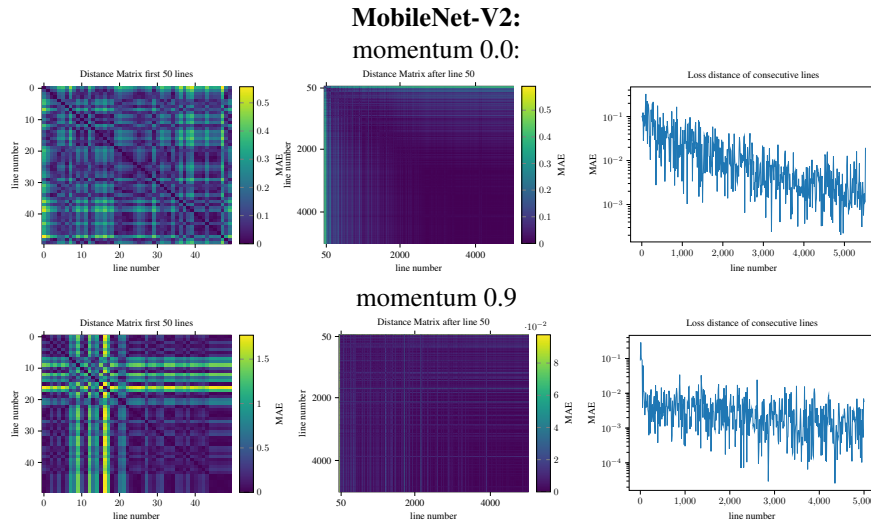 MobileNet-V2:
momentum 0.0:
Distance Matrix first 50 lines
0 20 40
0
10
20
30
40
line number
line number
0.5
0.4
0.3
0.2
0.1
0
MAE
Distance Matrix after line 50
50
2000
4000
line number
50 2000 4000
line number
0.5
0.4
0.3
0.2
0.1
0
MAE
Loss distance of consecutive lines
10⁻¹
10⁻²
10⁻³
MAE
0 1,000 2,000 3,000 4,000 5,000
line number
momentum 0.9
Distance Matrix first 50 lines
0
10
20
30
40
line number
0 20 40
line number
1.5
1
0.5
0
MAE
Distance Matrix after line 50
·10⁻²
50
2000
4000
line number
50 2000 4000
line number
8
6
4
2
0
MAE
Loss distance of consecutive lines
10⁻¹
10⁻²
10⁻³
10⁻⁴
MAE
0 1,000 2,000 3,000 4,000 5,000
line number